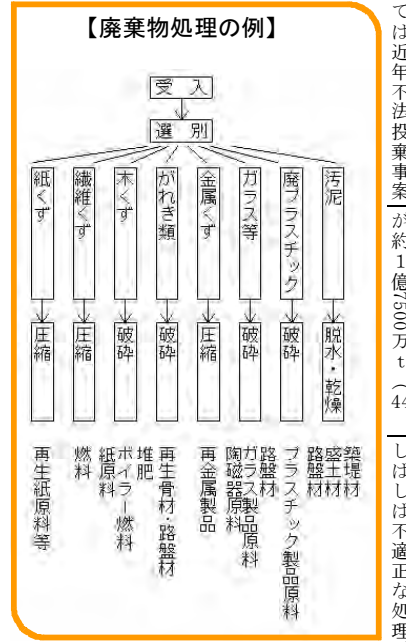 【廃棄物処理の例】
受入
選別
紙くず
繊維くず
木くず
がれき類
金属くず
ガラス等
廃プラスチック
汚泥
圧縮
圧縮
破砕
破砕
圧縮
破砕
破砕
脱水・乾燥
再生紙原料等
燃料
紙原料
ボイラー燃料
堆肥
再生骨材・路盤材
再金属製品
陶磁器原料
ガラス製品原料
路盤材
プラスチック製品原料
路盤材
盛土材
築堤材
ては近年不法投棄事案
が約1億7500万t(44
しばしば不適正な処理